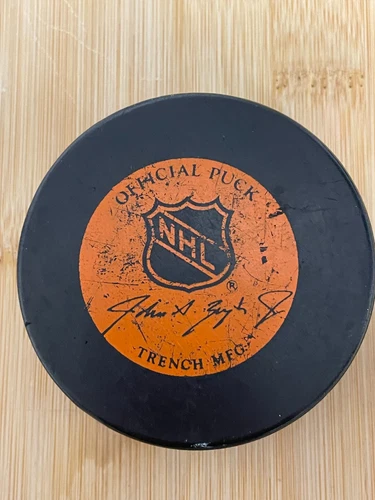 OFFICIAL PUCK
NHL
®
TRENCH MFG.